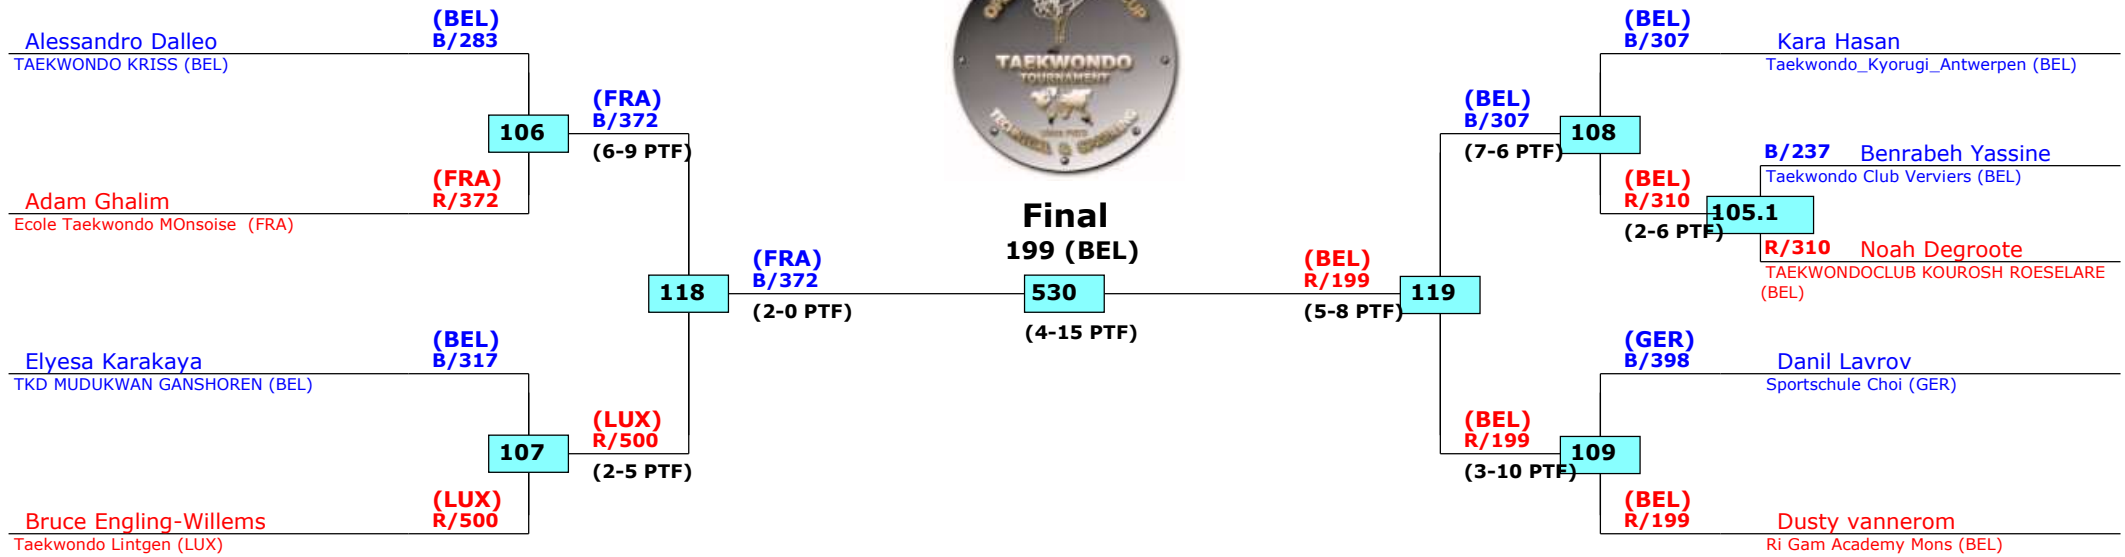 (BEL)
Alessandro Dalleo B/283
TAEKWONDO KRISS (BEL)
106
(FRA)
B/372
(6-9 PTF)
(FRA)
Adam Ghalim R/372
Ecole Taekwondo MOnsoise (FRA)
118
(FRA)
B/372
(2-0 PTF)
(BEL)
Elyesa Karakaya B/317
TKD MUDUKWAN GANSHOREN (BEL)
107
(LUX)
R/500
(2-5 PTF)
(LUX)
Bruce Engling-Willems R/500
Taekwondo Lintgen (LUX)
TAEKWONDO
TOURNAMENT
Final
199 (BEL)
530
(4-15 PTF)
(BEL)
B/307 Kara Hasan
Taekwondo_Kyorugi_Antwerpen (BEL)
(BEL)
B/307
(7-6 PTF)
108
B/237 Benrabeh Yassine
Taekwondo Club Verviers (BEL)
(BEL)
R/310
(2-6 PTF)
105.1
R/310 Noah Degroote
TAEKWONDOCLUB KOUROSH ROESELARE
(BEL)
(BEL)
R/199
(5-8 PTF)
119
(GER)
B/398 Danil Lavrov
Sportschule Choi (GER)
(BEL)
R/199
(3-10 PTF)
109
(BEL)
R/199 Dusty vannerom
Ri Gam Academy Mons (BEL)